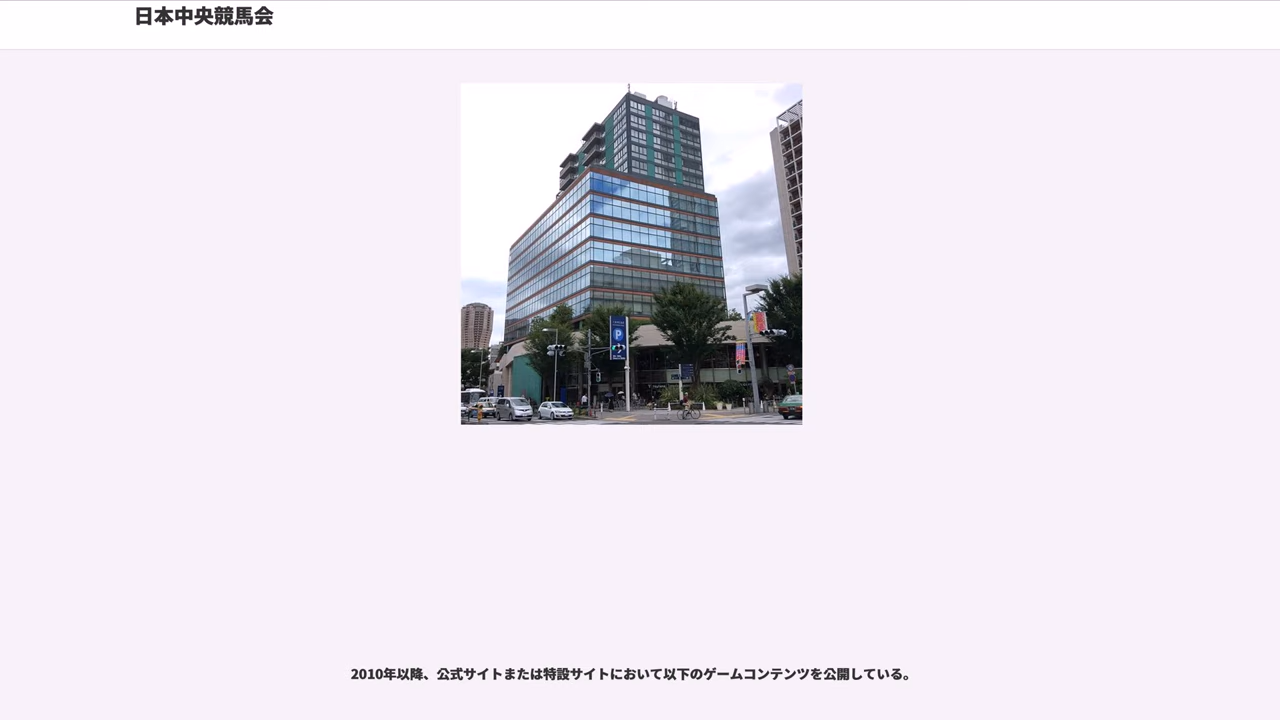 日本中央競馬会
P
2010年以降、公式サイトまたは特設サイトにおいて以下のゲームコンテンツを公開している。